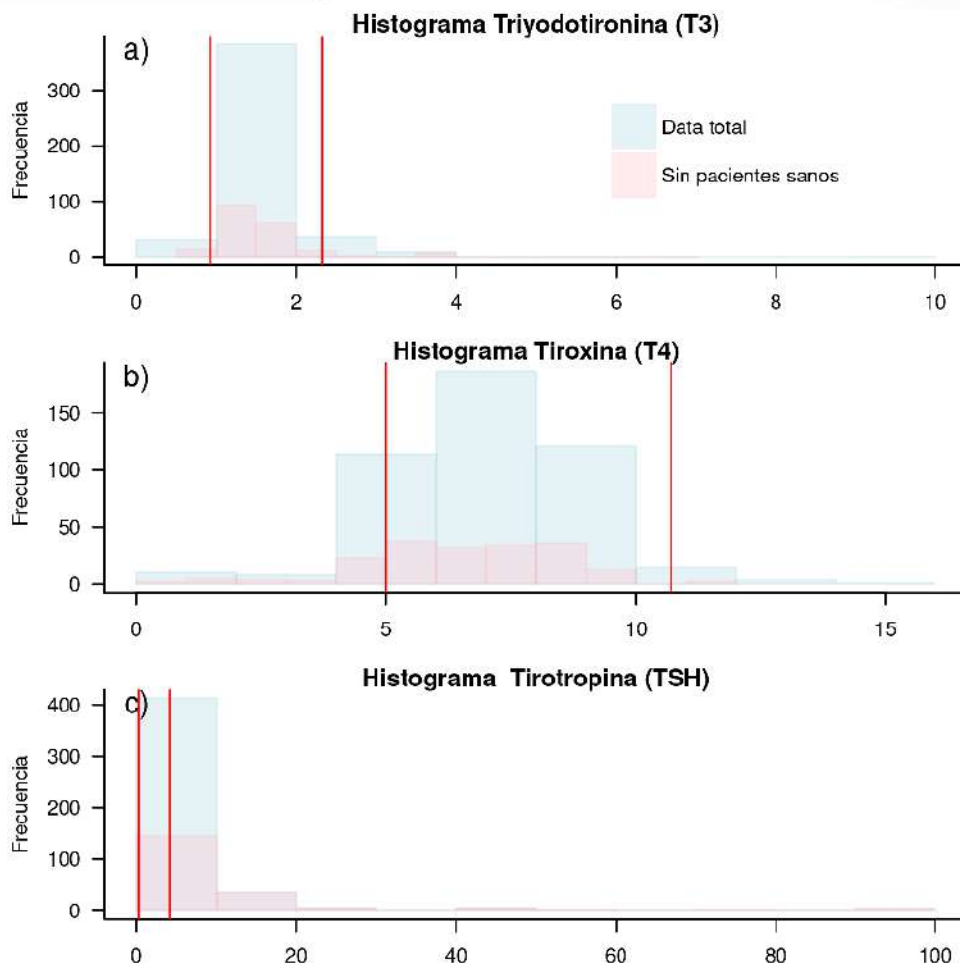 Histograma Triyodotironina (T3)
a)
Frecuencia
300
200
100
0
Data total
Sin pacientes sanos
0 2 4 6 8 10
Histograma Tiroxina (T4)
b)
Frecuencia
150
100
50
0
0 5 10 15
Histograma Tirotropina (TSH)
c)
Frecuencia
400
300
200
100
0
0 20 40 60 80 100